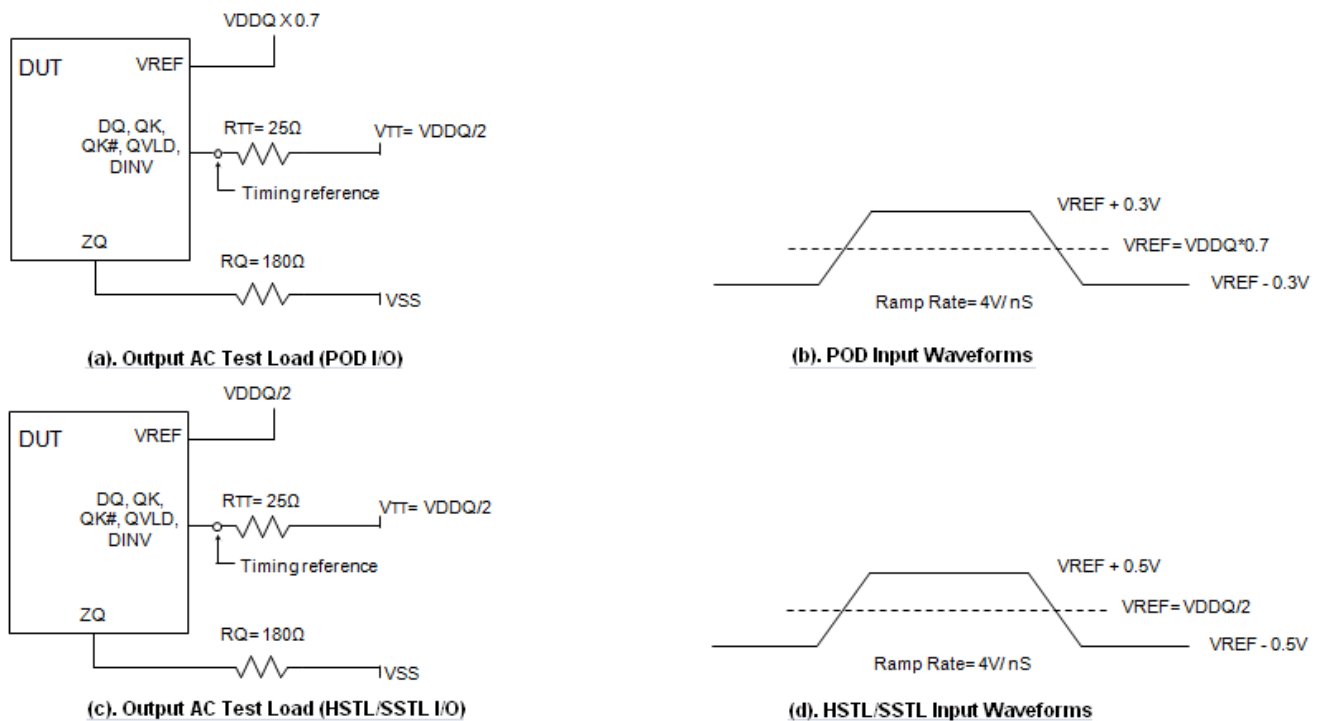 VDDQ X 0.7
DUT
VREF
DQ, QK,
QK#, QVLD,
DINV
RTT= 25Ω
VTT= VDDQ/2
Timing reference
ZQ
RQ= 180Ω
VSS
(a). Output AC Test Load (POD I/O)
VREF + 0.3V
VREF= VDDQ*0.7
VREF - 0.3V
Ramp Rate= 4V/ nS
(b). POD Input Waveforms
VDDQ/2
DUT
VREF
DQ, QK,
QK#, QVLD,
DINV
RTT= 25Ω
VTT= VDDQ/2
Timing reference
ZQ
RQ= 180Ω
VSS
(c). Output AC Test Load (HSTL/SSTL I/O)
VREF + 0.5V
VREF= VDDQ/2
VREF - 0.5V
Ramp Rate= 4V/ nS
(d). HSTL/SSTL Input Waveforms